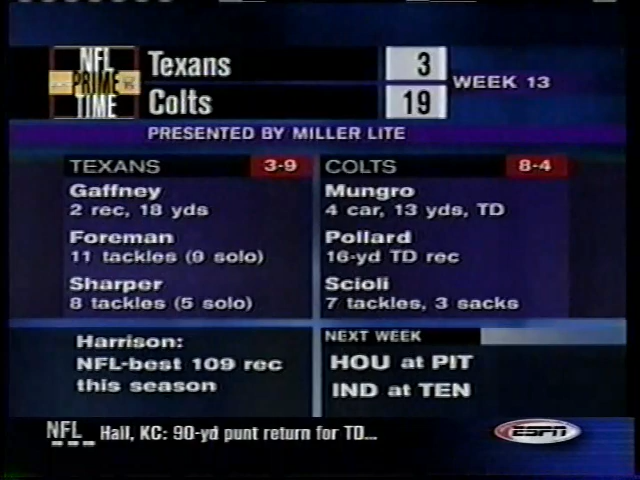 NFL
PRIME
TIME
Texans 3
Colts 19
WEEK 13
PRESENTED BY MILLER LITE
TEXANS 3-9
Gaffney
2 rec, 18 yds
Foreman
11 tackles (9 solo)
Sharper
8 tackles (5 solo)
COLTS 8-4
Mungro
4 car, 13 yds, TD
Pollard
16-yd TD rec
Scioli
7 tackles, 3 sacks
Harrison:
NFL-best 109 rec
this season
NEXT WEEK
HOU at PIT
IND at TEN
NFL Hall, KC: 90-yd punt return for TD...
ESPN